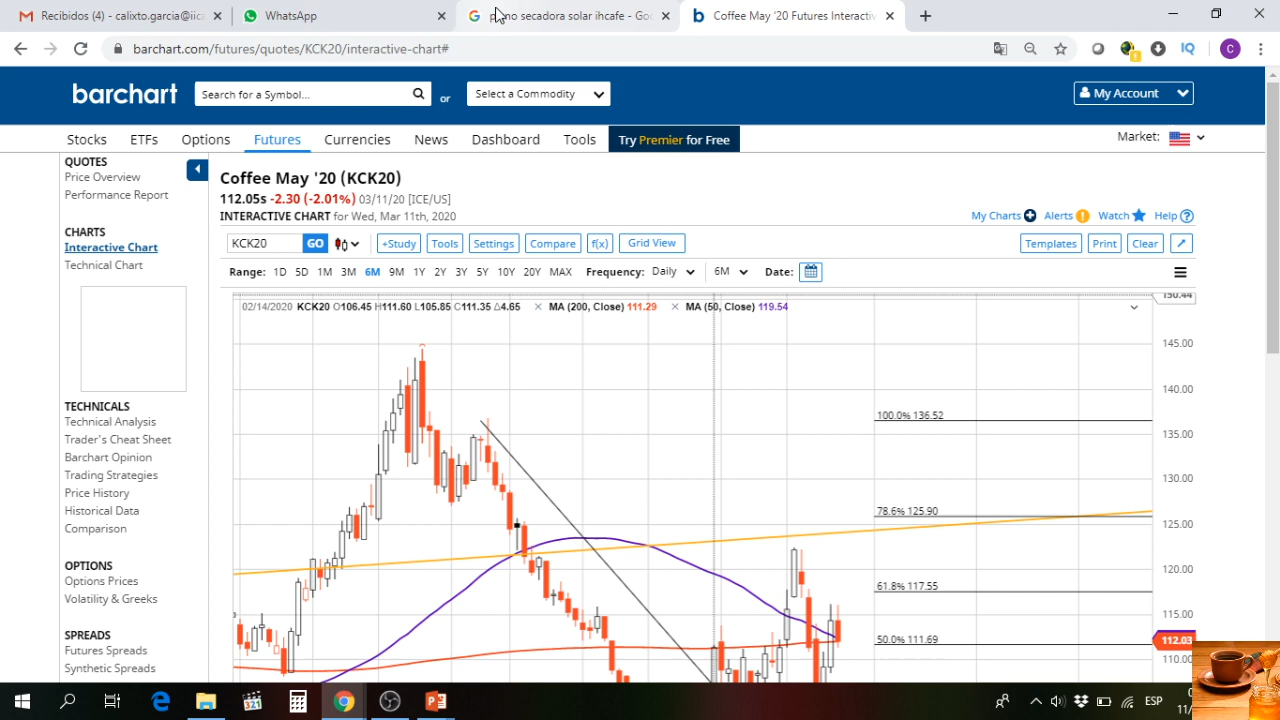 Recibidos (4) - calixto.garcia@iica
WhatsApp
plano secadora solar ihcafe - Goo
Coffee May '20 Futures Interactiv
barchart.com/futures/quotes/KCK20/interactive-chart#
IQ
C
barchart
Search for a Symbol...
or
Select a Commodity
My Account
Stocks ETFs Options Futures Currencies News Dashboard Tools Try Premier for Free
Market:
QUOTES
Price Overview
Performance Report
CHARTS
Interactive Chart
Technical Chart
TECHNICALS
Technical Analysis
Trader's Cheat Sheet
Barchart Opinion
Trading Strategies
Price History
Historical Data
Comparison
OPTIONS
Options Prices
Volatility & Greeks
SPREADS
Futures Spreads
Synthetic Spreads
Coffee May '20 (KCK20)
112.05s -2.30 (-2.01%) 03/11/20 [ICE/US]
INTERACTIVE CHART for Wed, Mar 11th, 2020
My Charts Alerts Watch Help
KCK20 GO +Study Tools Settings Compare f(x) Grid View Templates Print Clear
Range: 1D 5D 1M 3M 6M 9M 1Y 2Y 3Y 5Y 10Y 20Y MAX Frequency: Daily 6M Date:
02/14/2020 KCK20 O106.45 H111.60 L105.85 C111.35 Δ4.65 MA (200, Close) 111.29 MA (50, Close) 119.54
150.44
145.00
140.00
100.0% 136.52
135.00
130.00
78.6% 125.90
125.00
120.00
61.8% 117.55
115.00
50.0% 111.69
112.03
110.00
ESP